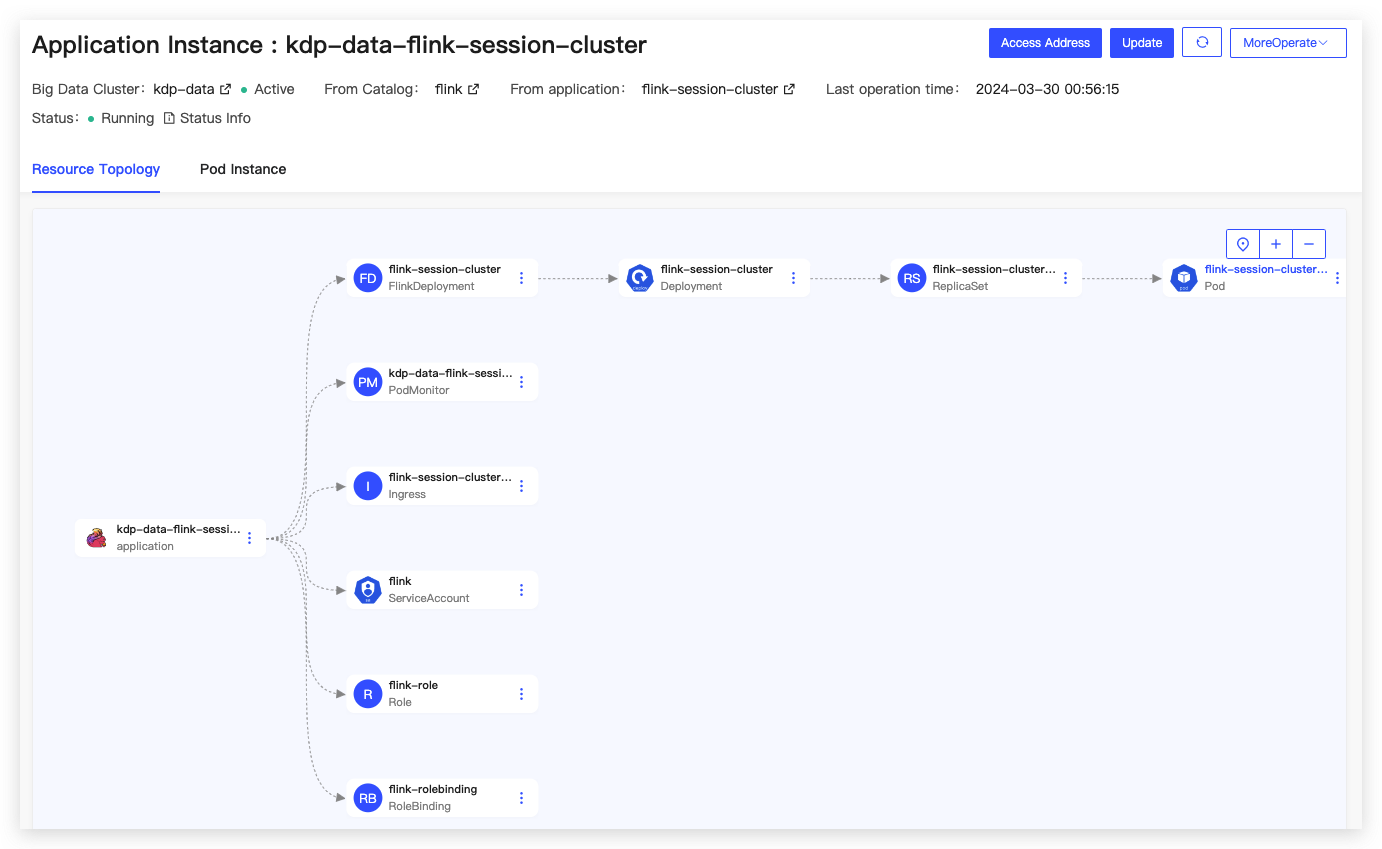 Application Instance : kdp-data-flink-session-cluster
Access Address
Update
MoreOperate
Big Data Cluster: kdp-data Active From Catalog: flink From application: flink-session-cluster Last operation time: 2024-03-30 00:56:15
Status: Running Status Info
Resource Topology Pod Instance
FD flink-session-cluster
FlinkDeployment
deploy flink-session-cluster
Deployment
RS flink-session-cluster...
ReplicaSet
pod flink-session-cluster...
Pod
PM kdp-data-flink-sessi...
PodMonitor
I flink-session-cluster...
Ingress
kdp-data-flink-sessi...
application
flink
ServiceAccount
R flink-role
Role
RB flink-rolebinding
RoleBinding